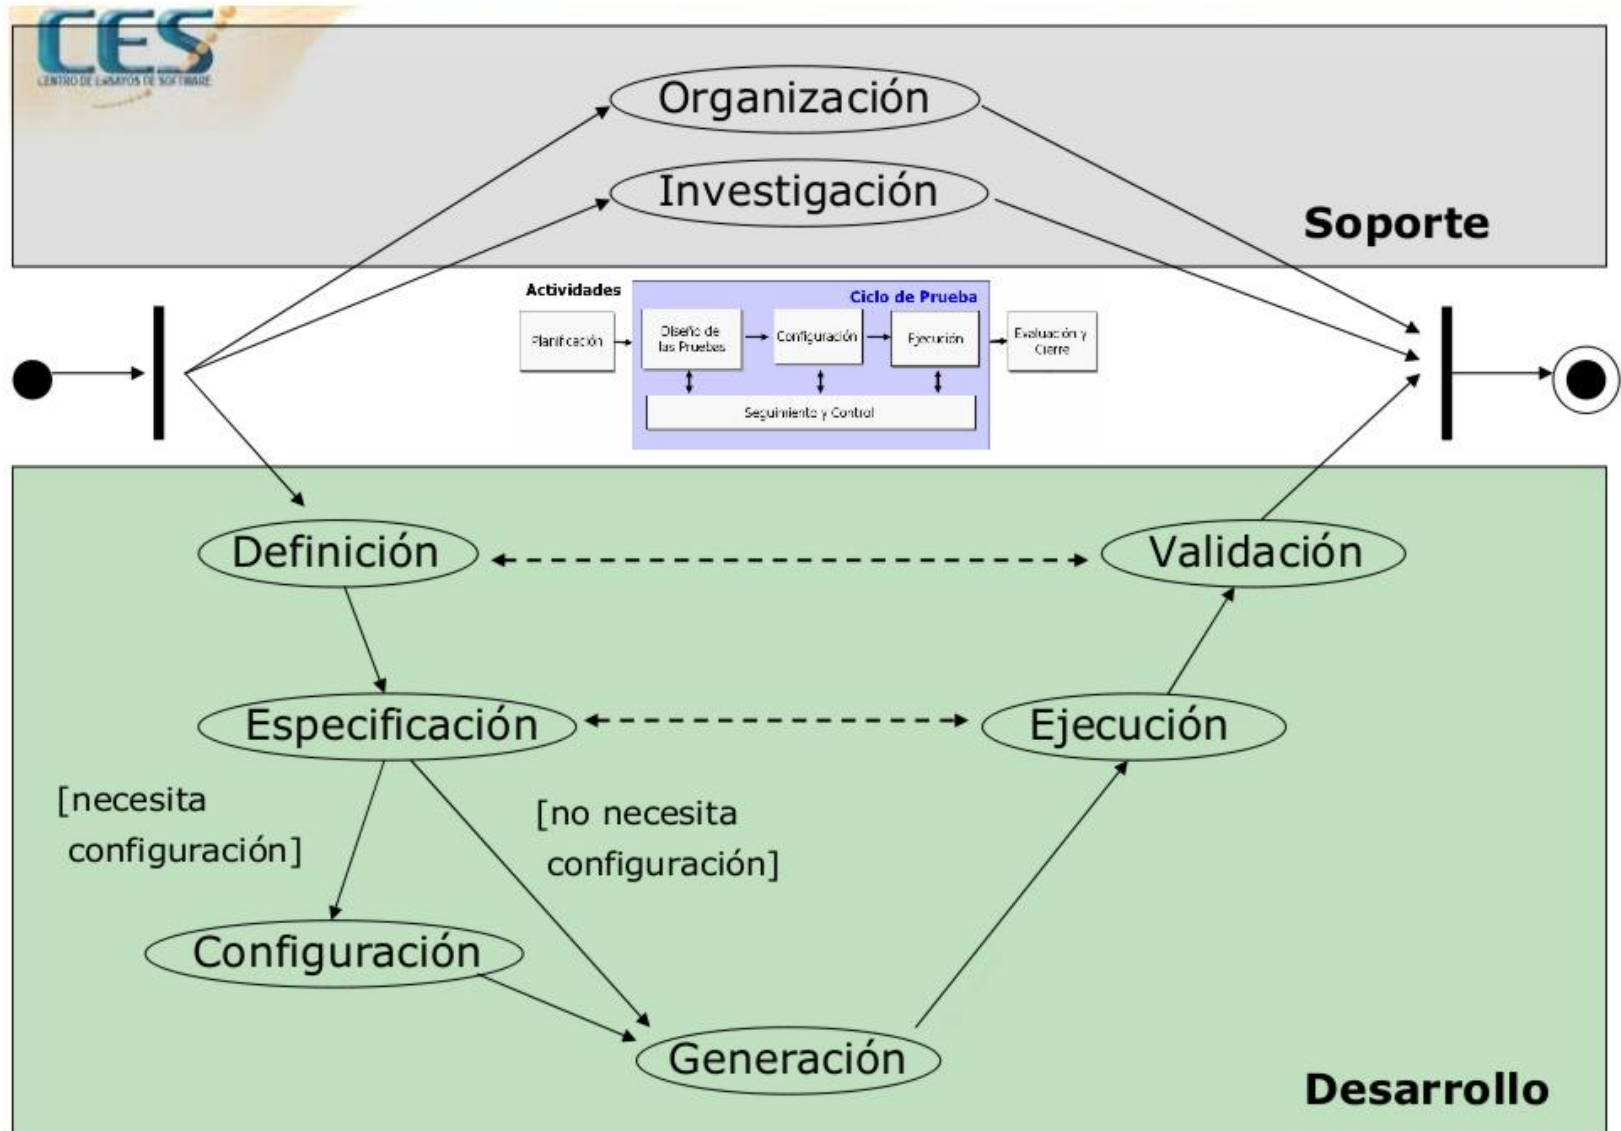 CES
CENTRO DE ENSAYOS DE SOFTWARE
Organización
Investigación
Soporte
Actividades
Ciclo de Prueba
Planificación
Diseño de
las Pruebas
Configuración
Ejecución
Evaluación y
Cierre
Seguimiento y Control
Definición
Validación
Especificación
Ejecución
[necesita
configuración]
[no necesita
configuración]
Configuración
Generación
Desarrollo